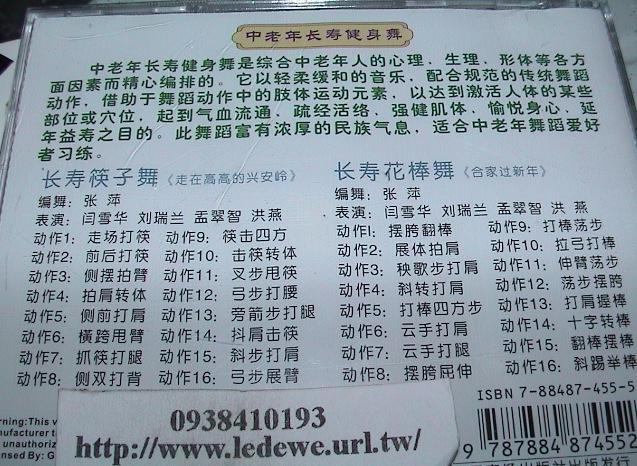 中老年长寿健身舞
中老年长寿健身舞是综合中老年人的心理，生理，形体等各方
面因素而精心编排的。它以轻柔缓和的音乐，配合规范的传统舞蹈
动作，借助于舞蹈动作中的肢体运动元素，以达到激活人体的某些
部位或穴位，起到气血流通，疏经活络，强健肌体，愉悦身心，延
年益寿之目的。此舞蹈富有浓厚的民族气息，适合中老年舞蹈爱好
者习练。
长寿筷子舞《走在高高的兴安岭》
编舞：张 萍
表演：闫雪华 刘瑞兰 孟翠智 洪燕
动作1：走场打筷 动作9：筷击四方
动作2：前后打筷 动作10：击筷转体
动作3：侧摆拍臂 动作11：叉步甩筷
动作4：拍肩转体 动作12：弓步打腰
动作5：侧前打肩 动作13：旁箭步打腿
动作6：横跨甩臂 动作14：抖肩击筷
动作7：抓筷打腿 动作15：斜步打肩
动作8：侧双打背 动作16：弓步展臂
长寿花棒舞《合家过新年》
编舞：张 萍
表演：闫雪华 刘瑞兰 孟翠智 洪 燕
动作1：摆胯翻棒 动作9：打棒荡步
动作2：展体拍肩 动作10：拉弓打棒
动作3：秧歌步打肩 动作11：伸臂荡步
动作4：斜转打肩 动作12：荡步摆胯
动作5：打棒四方步 动作13：打肩握棒
动作6：云手打肩 动作14：十字转棒
动作7：云手打腿 动作15：翻棒摆棒
动作8：摆胯屈伸 动作16：斜踢举棒
ISBN 7-88487-455-5
9 787884 874552
rning:This v
nufacturer t
unauthoriz
nsed By: G
0938410193
http://www.ledewe.url.tw/